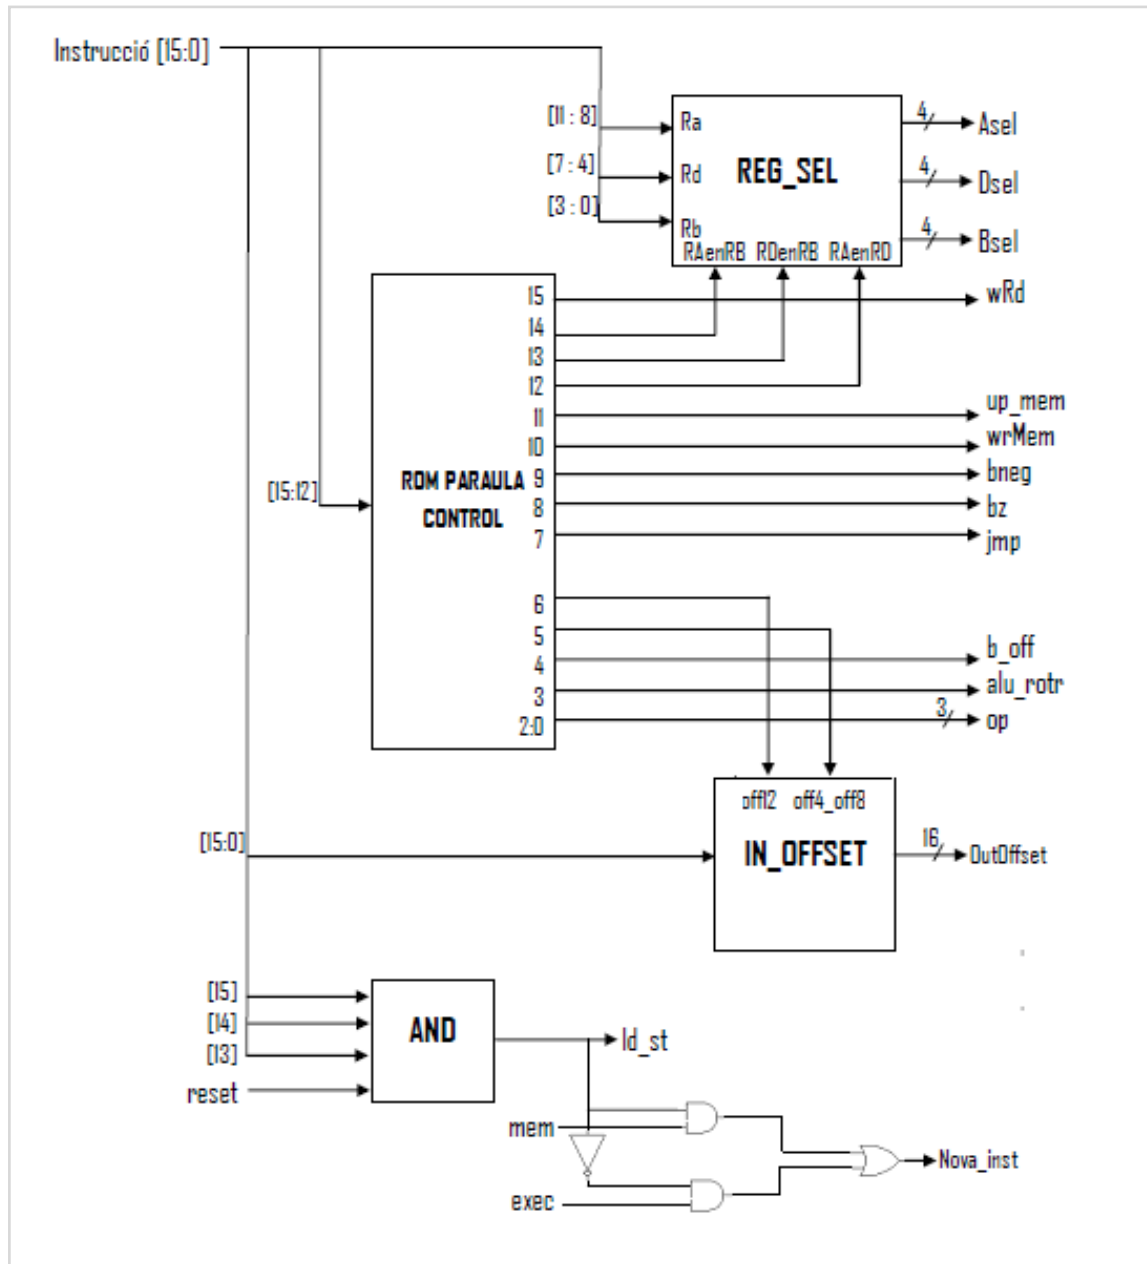 Instrucció [15:0]
[11 : 8]
[7 : 4]
[3 : 0]
Ra
Rd
Rb
REG_SEL
RAenRB RDenRB RAenRD
4
Asel
4
Dsel
4
Bsel
[15:12]
ROM PARAULA
CONTROL
15
14
13
12
11
10
9
8
7
6
5
4
3
2:0
wRd
up_mem
wrMem
bneg
bz
jmp
b_off
alu_rotr
3
op
[15:0]
off12 off4_off8
IN_OFFSET
16
OutOffset
[15]
[14]
[13]
reset
AND
ld_st
mem
exec
Nova_inst